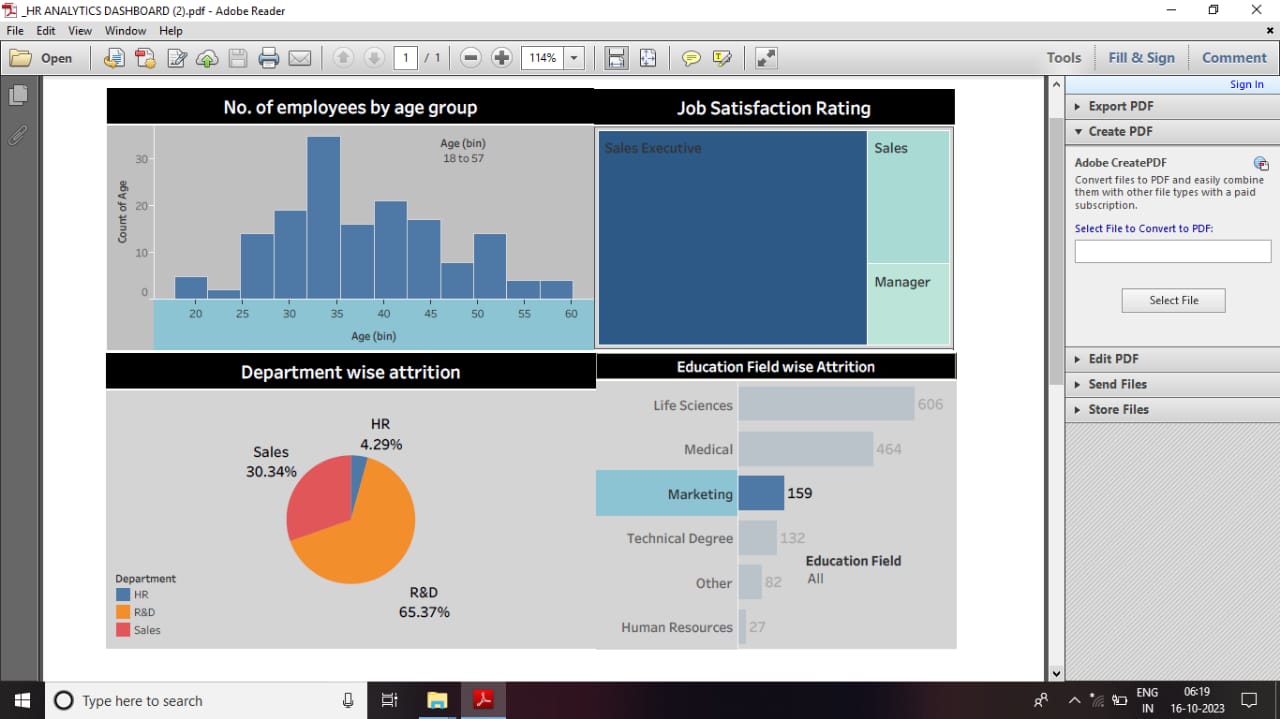 _HR ANALYTICS DASHBOARD (2).pdf - Adobe Reader
File Edit View Window Help
Open 1 / 1 114% Tools Fill & Sign Comment
Sign In
Export PDF
Create PDF
Adobe CreatePDF
Convert files to PDF and easily combine
them with other file types with a paid
subscription.
Select File to Convert to PDF:
Select File
Edit PDF
Send Files
Store Files
No. of employees by age group
Age (bin)
18 to 57
Count of Age
30
20
10
0
20 25 30 35 40 45 50 55 60
Age (bin)
Job Satisfaction Rating
Sales Executive
Sales
Manager
Department wise attrition
HR
4.29%
Sales
30.34%
R&D
65.37%
Department
HR
R&D
Sales
Education Field wise Attrition
Life Sciences 606
Medical 464
Marketing 159
Technical Degree 132
Other 82
Human Resources 27
Education Field
All
Type here to search
ENG
IN
06:19
16-10-2023